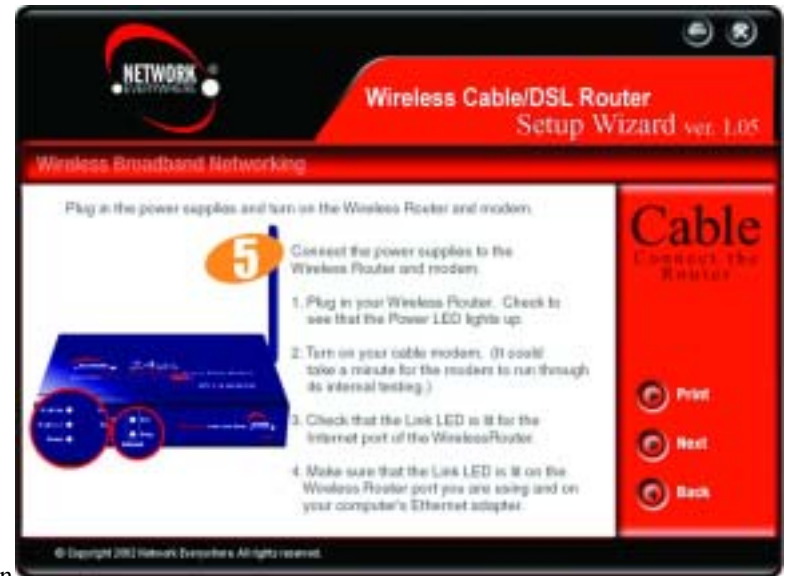 NETWORK
EVERYWHERE
Wireless Cable/DSL Router
Setup Wizard ver. 1.05
Wireless Broadband Networking
Plug in the power supplies and turn on the Wireless Router and modem.
5
Connect the power supplies to the
Wireless Router and modem.
1. Plug in your Wireless Router. Check to
see that the Power LED lights up.
2. Turn on your cable modem. (It could
take a minute for the modem to run through
its internal testing.)
3. Check that the Link LED is lit for the
Internet port of the WirelessRouter.
4. Make sure that the Link LED is lit on the
Wireless Router port you are using and on
your computer's Ethernet adapter.
Cable
Connect the
Router
Print
Next
Back
© Copyright 2002 Network Everywhere. All rights reserved.
n